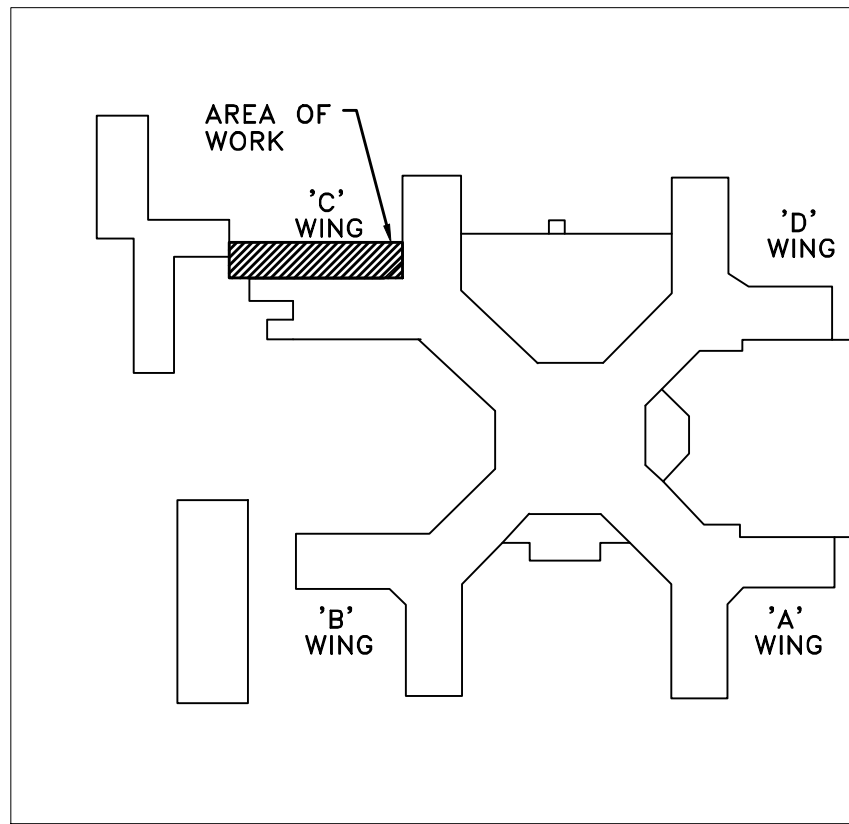 AREA OF
WORK
'C'
WING
'D'
WING
'B'
WING
'A'
WING